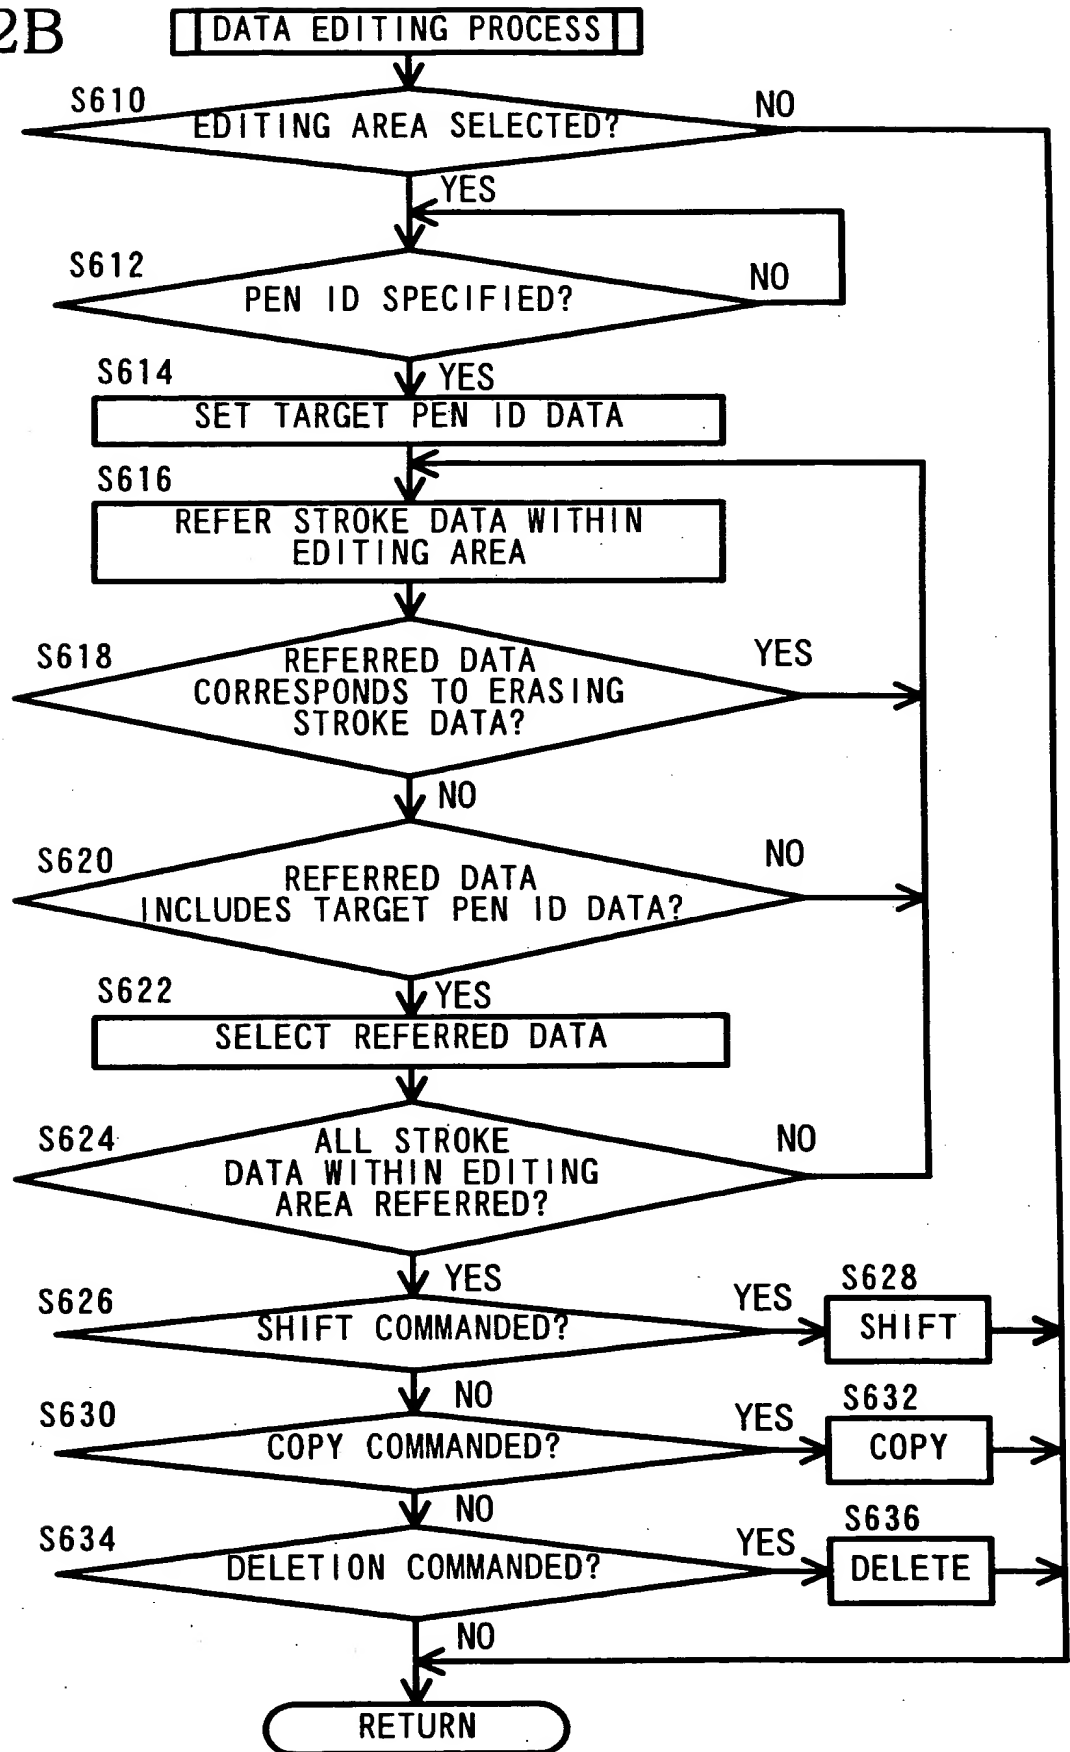 2B
DATA EDITING PROCESS
S610
EDITING AREA SELECTED?
NO
YES
S612
PEN ID SPECIFIED?
NO
YES
S614
SET TARGET PEN ID DATA
S616
REFER STROKE DATA WITHIN
EDITING AREA
S618
REFERRED DATA
CORRESPONDS TO ERASING
STROKE DATA?
YES
NO
S620
REFERRED DATA
INCLUDES TARGET PEN ID DATA?
NO
YES
S622
SELECT REFERRED DATA
S624
ALL STROKE
DATA WITHIN EDITING
AREA REFERRED?
NO
YES
S626
SHIFT COMMANDED?
YES
S628
SHIFT
NO
S630
COPY COMMANDED?
YES
S632
COPY
NO
S634
DELETION COMMANDED?
YES
S636
DELETE
NO
RETURN